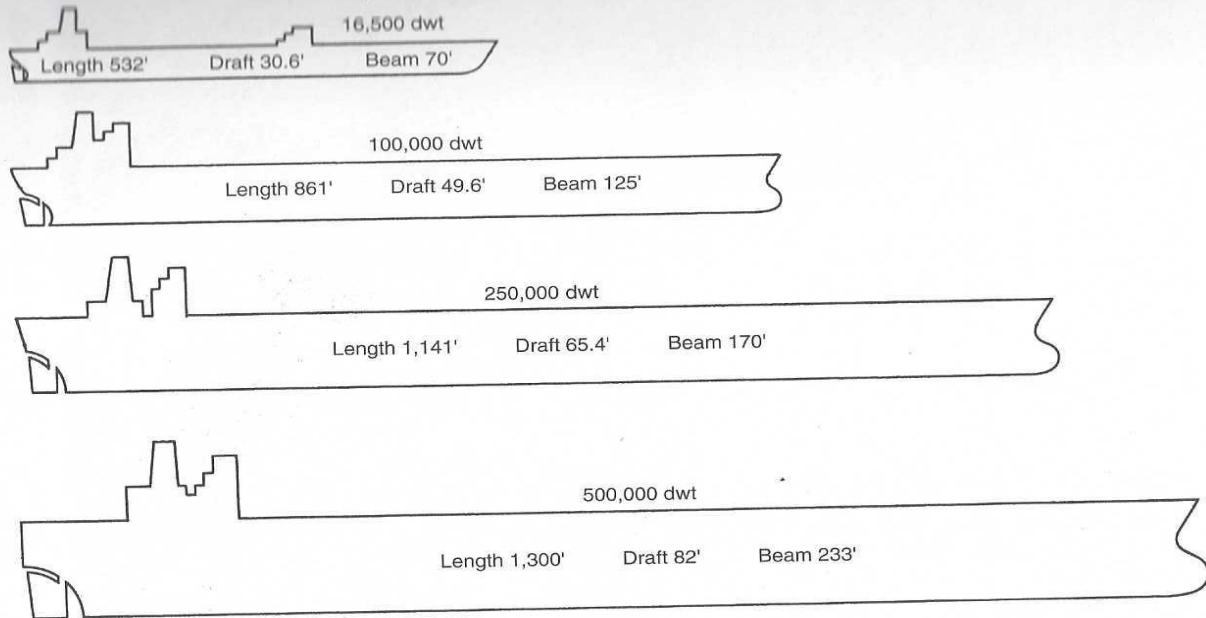 16,500 dwt
Length 532' Draft 30.6' Beam 70'
100,000 dwt
Length 861' Draft 49.6' Beam 125'
250,000 dwt
Length 1,141' Draft 65.4' Beam 170'
500,000 dwt
Length 1,300' Draft 82' Beam 233'